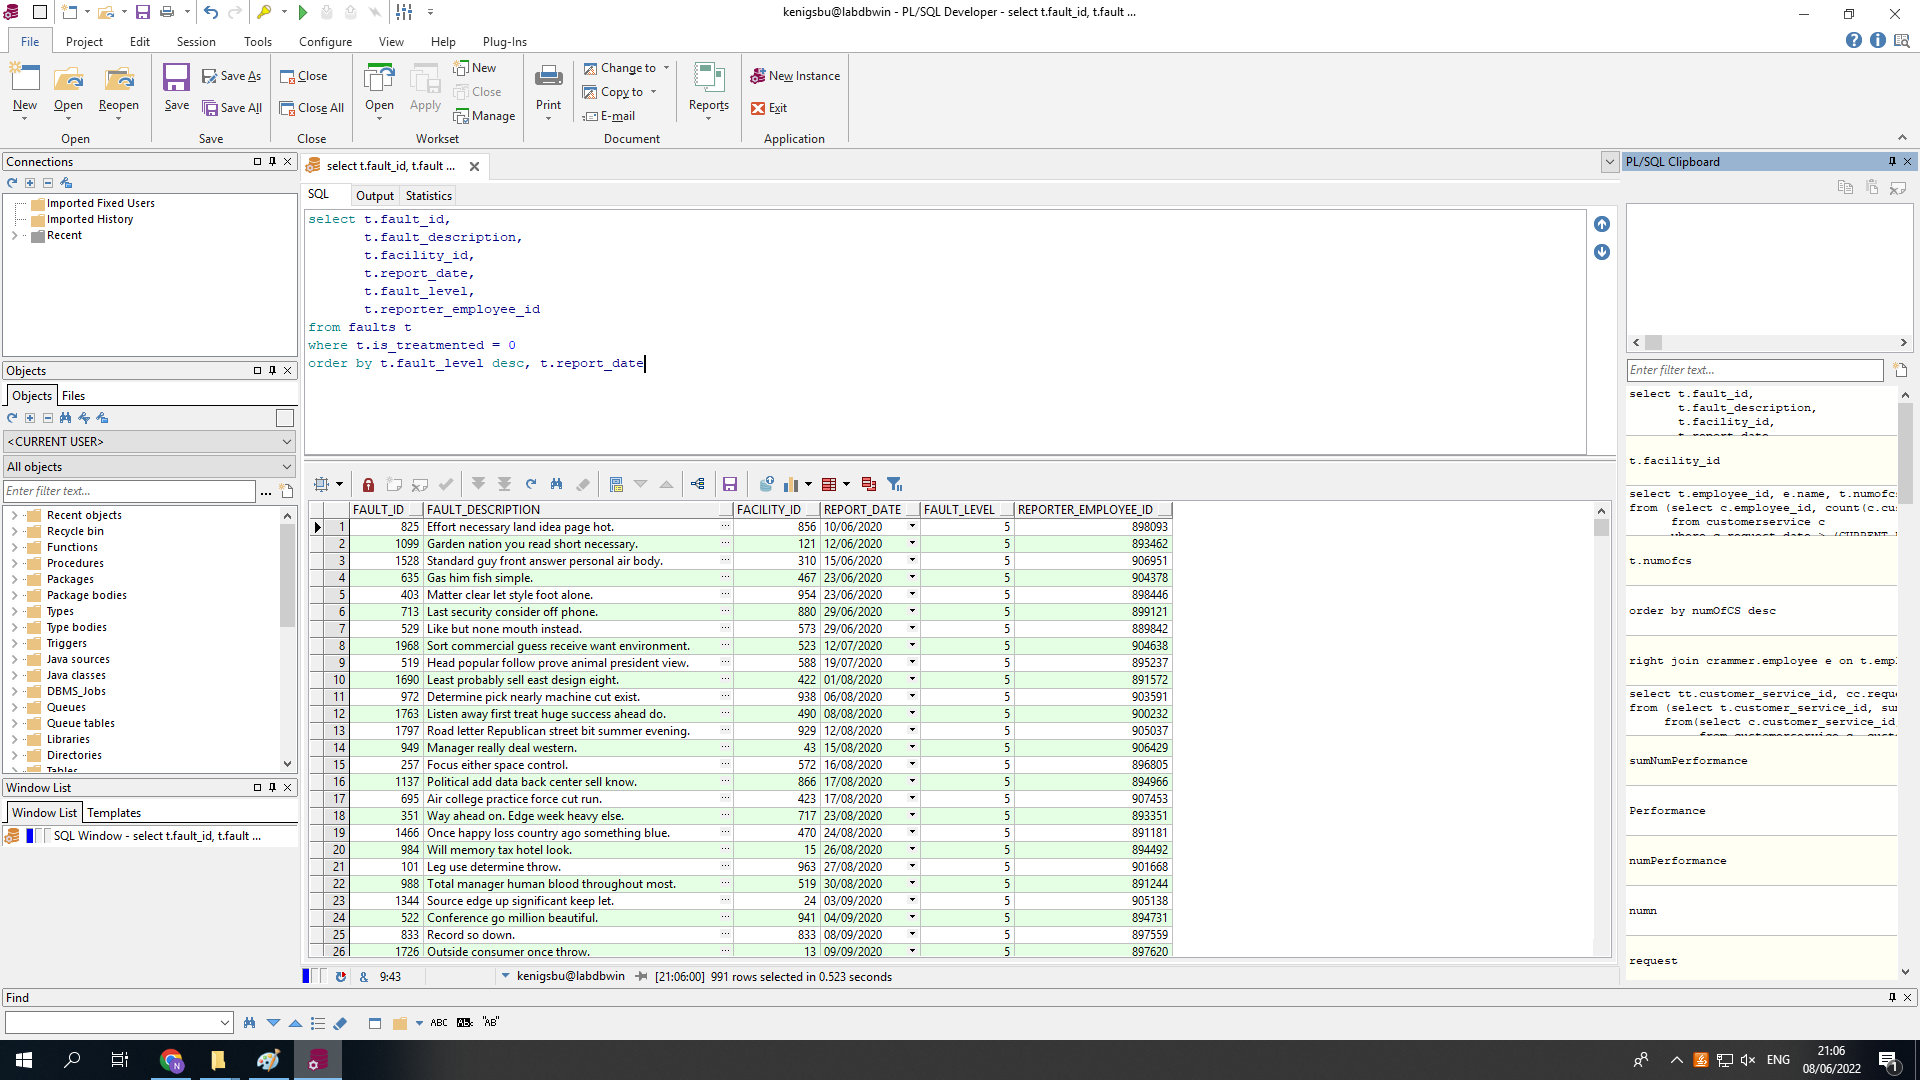 kenigsbu@labdbwin - PL/SQL Developer - select t.fault_id, t.fault ...
File Project Edit Session Tools Configure View Help Plug-Ins
New Open Reopen
Open
Save Save As Save All
Save
Close Close All
Close
Open Apply New Close Manage
Workset
Print Change to Copy to E-mail
Document
Reports
New Instance
Exit
Application
Connections
Imported Fixed Users
Imported History
Recent
Objects
Objects Files
<CURRENT USER>
All objects
Enter filter text...
Recent objects
Recycle bin
Functions
Procedures
Packages
Package bodies
Types
Type bodies
Triggers
Java sources
Java classes
DBMS_Jobs
Queues
Queue tables
Libraries
Directories
Tables
Window List
Window List Templates
SQL Window - select t.fault_id, t.fault ...
select t.fault_id, t.fault ...
SQL Output Statistics
select t.fault_id,
t.fault_description,
t.facility_id,
t.report_date,
t.fault_level,
t.reporter_employee_id
from faults t
where t.is_treatmented = 0
order by t.fault_level desc, t.report_date
FAULT_ID FAULT_DESCRIPTION FACILITY_ID REPORT_DATE FAULT_LEVEL REPORTER_EMPLOYEE_ID
1 825 Effort necessary land idea page hot. ... 856 10/06/2020 5 898093
2 1099 Garden nation you read short necessary. ... 121 12/06/2020 5 893462
3 1528 Standard guy front answer personal air body. ... 310 15/06/2020 5 906951
4 635 Gas him fish simple. ... 467 23/06/2020 5 904378
5 403 Matter clear let style foot alone. ... 954 23/06/2020 5 898446
6 713 Last security consider off phone. ... 880 29/06/2020 5 899121
7 529 Like but none mouth instead. ... 573 29/06/2020 5 889842
8 1968 Sort commercial guess receive want environment. ... 523 12/07/2020 5 904638
9 519 Head popular follow prove animal president view. ... 588 19/07/2020 5 895237
10 1690 Least probably sell east design eight. ... 422 01/08/2020 5 891572
11 972 Determine pick nearly machine cut exist. ... 938 06/08/2020 5 903591
12 1763 Listen away first treat huge success ahead do. ... 490 08/08/2020 5 900232
13 1797 Road letter Republican street bit summer evening. ... 929 12/08/2020 5 905037
14 949 Manager really deal western. ... 43 15/08/2020 5 906429
15 257 Focus either space control. ... 572 16/08/2020 5 896805
16 1137 Political add data back center sell know. ... 866 17/08/2020 5 894966
17 695 Air college practice force cut run. ... 423 17/08/2020 5 907453
18 351 Way ahead on. Edge week heavy else. ... 717 23/08/2020 5 893351
19 1466 Once happy loss country ago something blue. ... 470 24/08/2020 5 891181
20 984 Will memory tax hotel look. ... 15 26/08/2020 5 894492
21 101 Leg use determine throw. ... 963 27/08/2020 5 901668
22 988 Total manager human blood throughout most. ... 519 30/08/2020 5 891244
23 1344 Source edge up significant keep let. ... 24 03/09/2020 5 905138
24 522 Conference go million beautiful. ... 941 04/09/2020 5 894731
25 833 Record so down. ... 833 08/09/2020 5 897559
26 1726 Outside consumer once throw. ... 13 09/09/2020 5 897620
& 9:43 kenigsbu@labdbwin [21:06:00] 991 rows selected in 0.523 seconds
PL/SQL Clipboard
Enter filter text...
select t.fault_id,
t.fault_description,
t.facility_id,
t.report_date
t.facility_id
select t.employee_id, e.name, t.numofcs
from (select c.employee_id, count(c.cus
from customerservice c
where c.request_date > (CURRENT_
t.numofcs
order by numOfCS desc
right join crammer.employee e on t.empl
select tt.customer_service_id, cc.reque
from (select t.customer_service_id, sum
from(select c.customer_service_id
from customerservice c
sumNumPerformance
Performance
numPerformance
numn
request
Find
ABC "AB"
ENG
21:06
08/06/2022
1